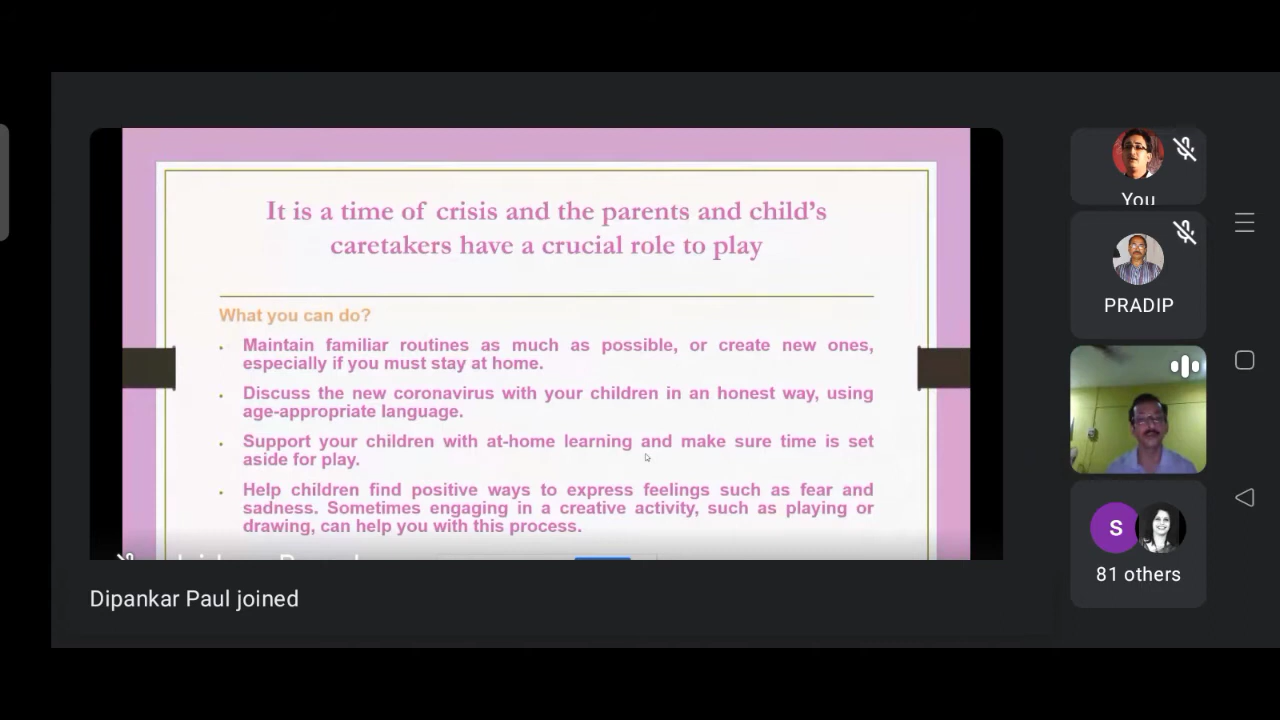 It is a time of crisis and the parents and child’s
caretakers have a crucial role to play
What you can do?
Maintain familiar routines as much as possible, or create new ones,
especially if you must stay at home.
Discuss the new coronavirus with your children in an honest way, using
age-appropriate language.
Support your children with at-home learning and make sure time is set
aside for play.
Help children find positive ways to express feelings such as fear and
sadness. Sometimes engaging in a creative activity, such as playing or
drawing, can help you with this process.
Dipankar Paul joined
You
PRADIP
S
81 others